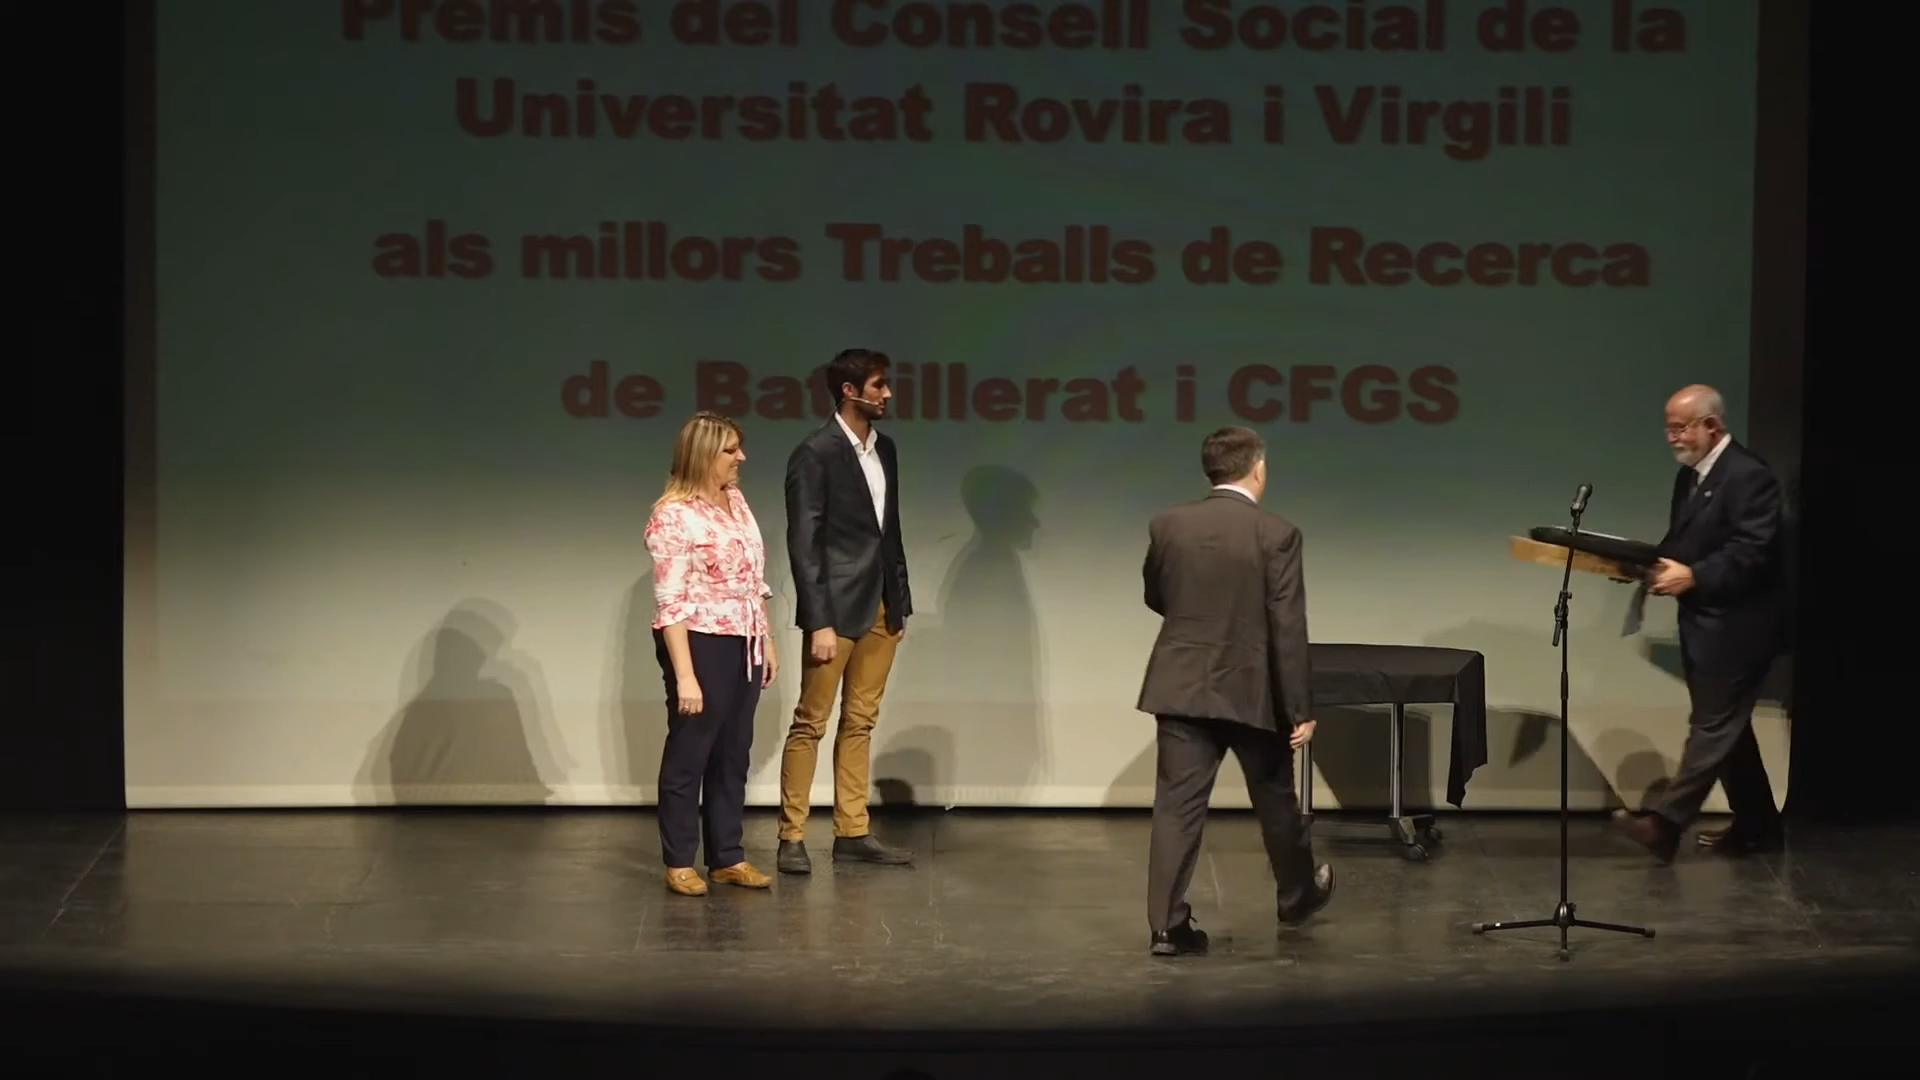 Premis del Consell Social de la
Universitat Rovira i Virgili
als millors Treballs de Recerca
de Batxillerat i CFGS